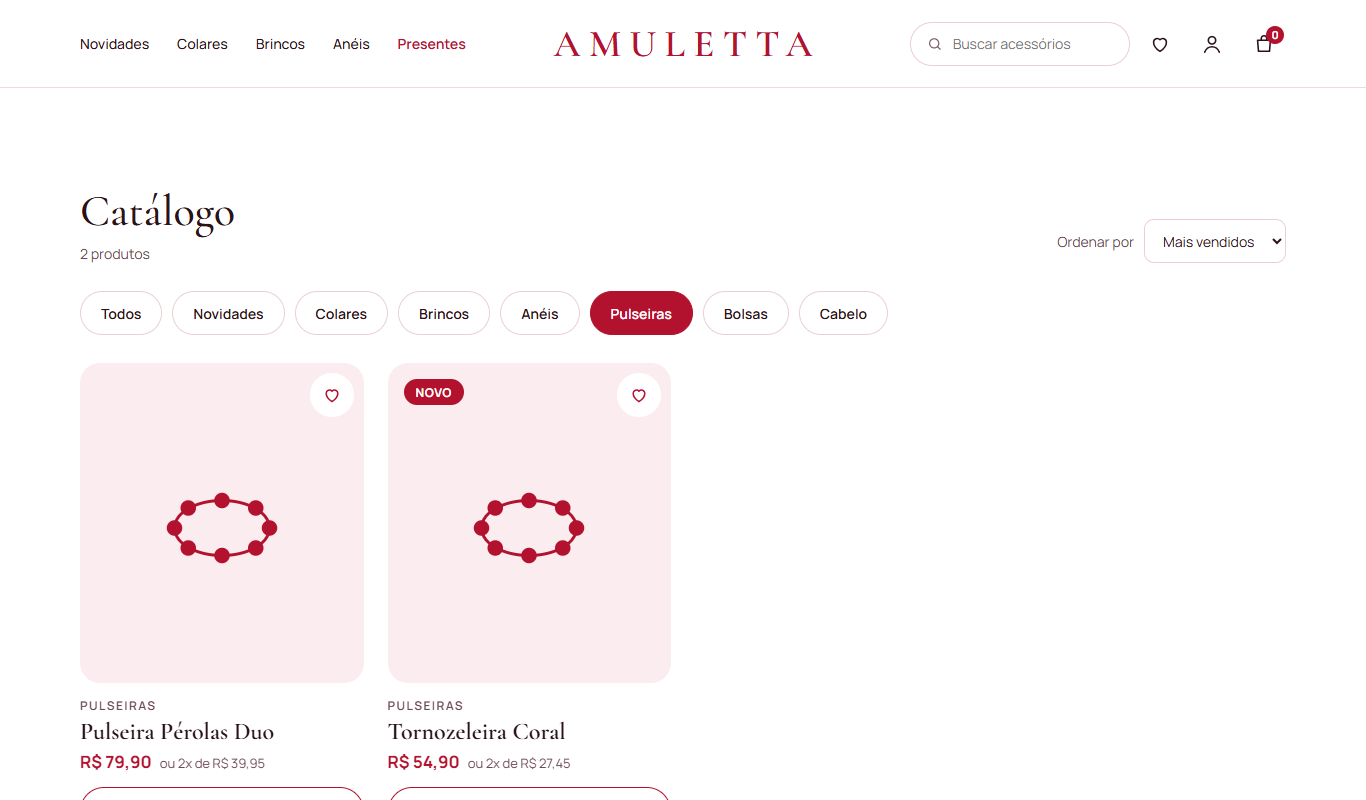 Novidades Colares Brincos Anéis Presentes AMULETTA Buscar acessórios 0
Catálogo
2 produtos
Ordenar por Mais vendidos
Todos Novidades Colares Brincos Anéis Pulseiras Bolsas Cabelo
NOVO
PULSEIRAS
Pulseira Pérolas Duo
R$ 79,90 ou 2x de R$ 39,95
PULSEIRAS
Tornozeleira Coral
R$ 54,90 ou 2x de R$ 27,45